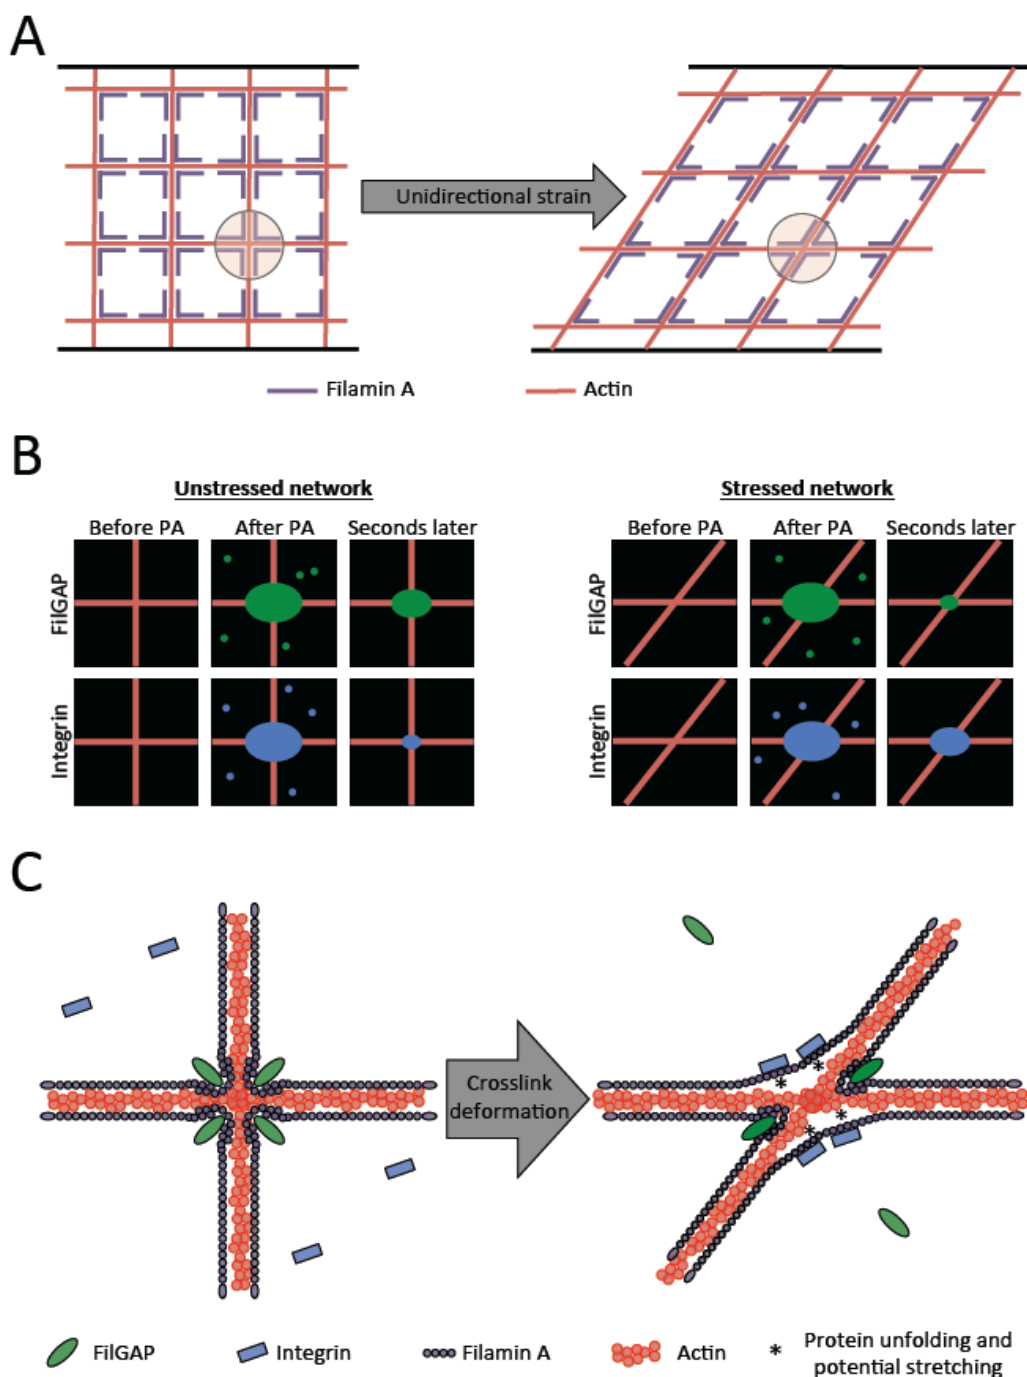 A
Unidirectional strain
Filamin A
Actin
B
Unstressed network
Stressed network
Before PA
After PA
Seconds later
Before PA
After PA
Seconds later
FilGAP
FilGAP
Integrin
Integrin
C
Crosslink
deformation
*
*
*
*
FilGAP
Integrin
Filamin A
Actin
* Protein unfolding and
potential stretching